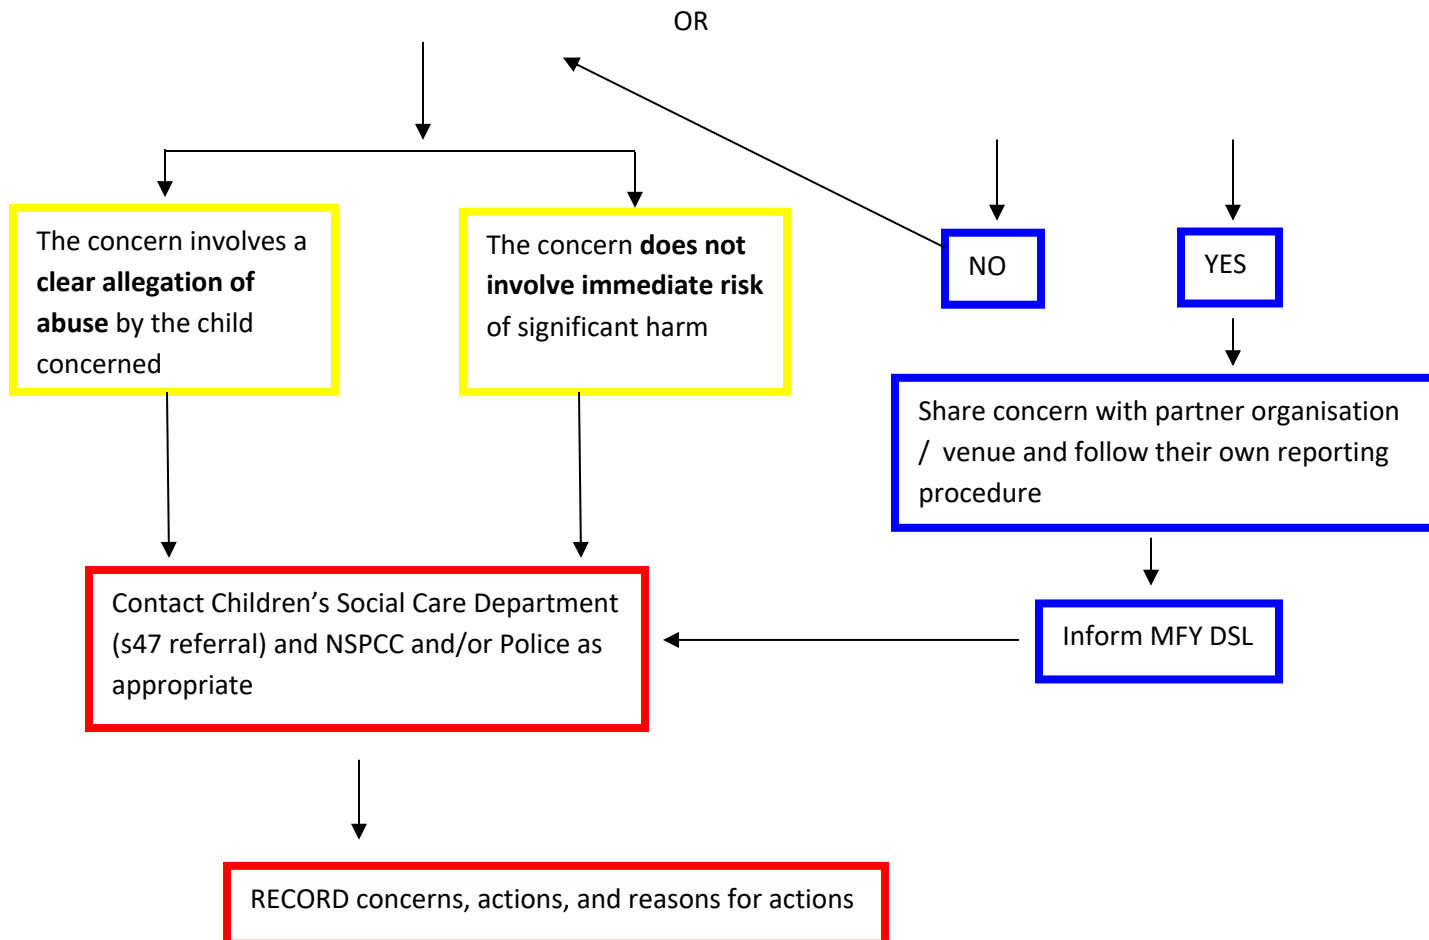 OR
The concern involves a
clear allegation of
abuse by the child
concerned
The concern does not
involve immediate risk
of significant harm
NO
YES
Share concern with partner organisation
/ venue and follow their own reporting
procedure
Contact Children’s Social Care Department
(s47 referral) and NSPCC and/or Police as
appropriate
Inform MFY DSL
RECORD concerns, actions, and reasons for actions